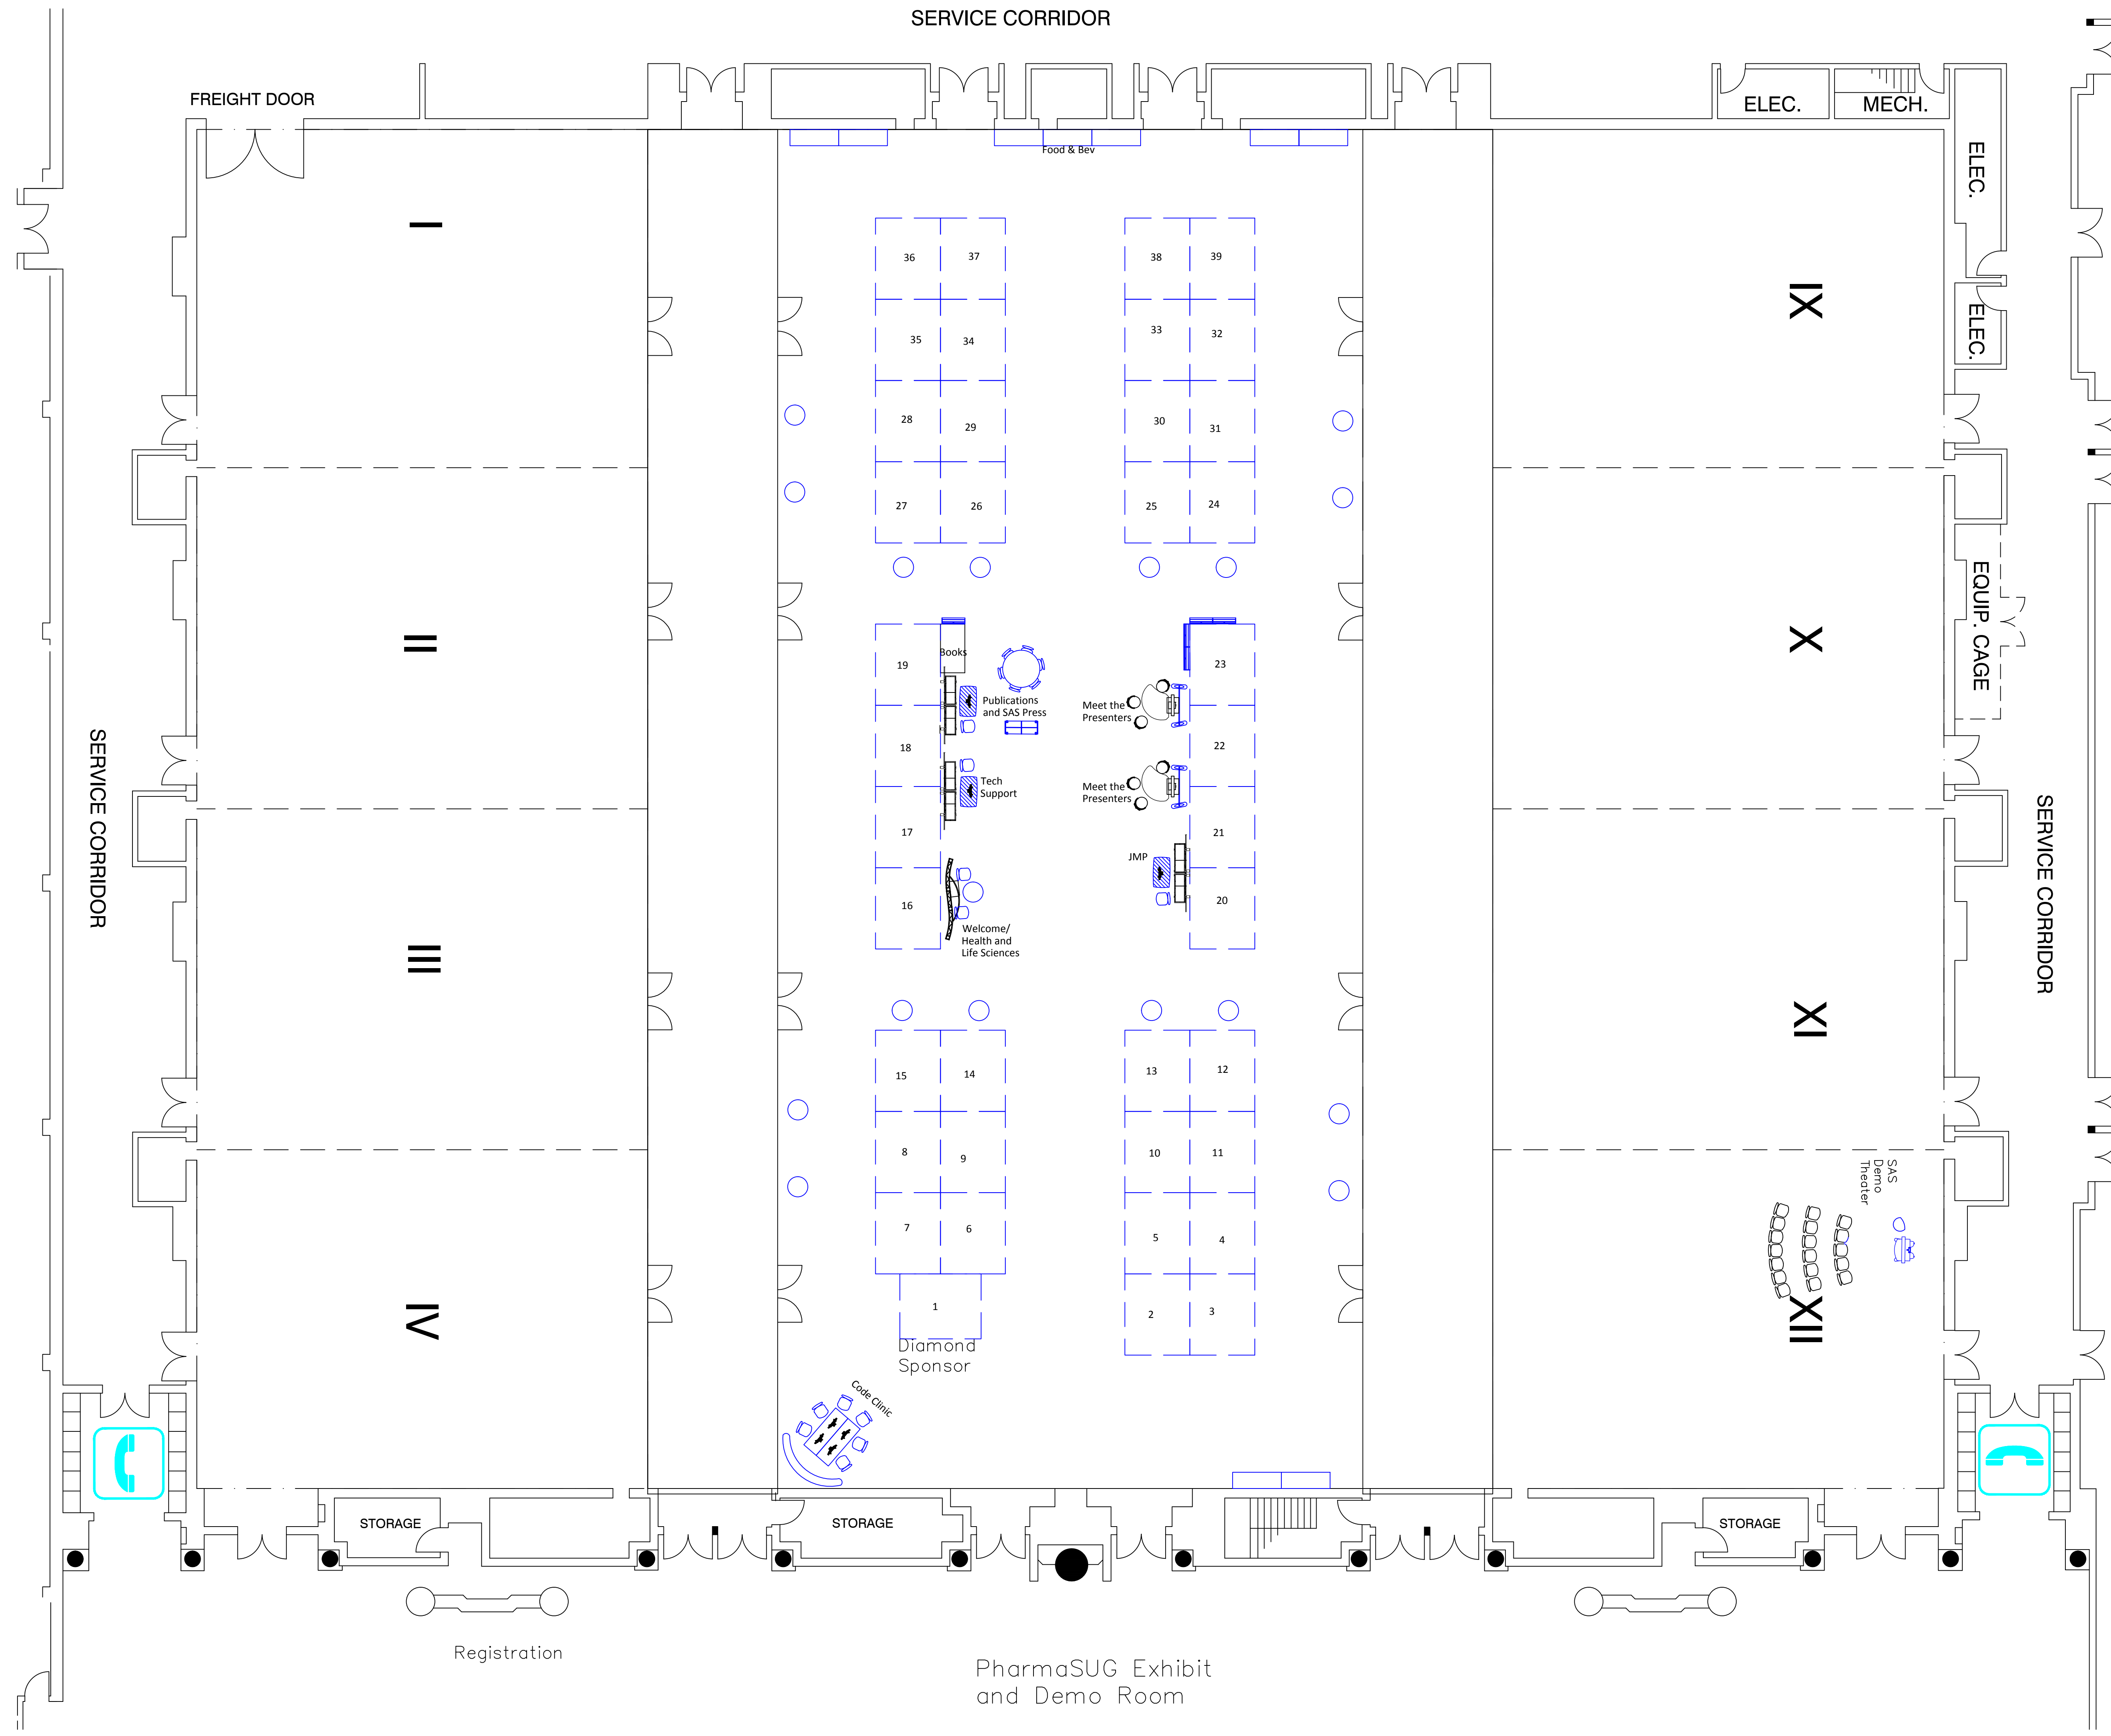 SERVICE CORRIDOR
FREIGHT DOOR
ELEC.
MECH.
Food & Bev
ELEC.
I
36
37
38
39
IX
ELEC.
35
34
33
32
28
29
30
31
27
26
25
24
II
X
EQUIP. CAGE
19
Books
23
Publications
and SAS Press
Meet the
Presenters
18
22
Tech
Support
Meet the
Presenters
SERVICE CORRIDOR
SERVICE CORRIDOR
17
21
JMP
16
20
Welcome/
Health and
Life Sciences
III
XI
15
14
13
12
8
9
10
11
SAS
Demo
Theater
7
6
5
4
IV
1
2
3
XII
Diamond
Sponsor
Code Clinic
STORAGE
STORAGE
STORAGE
Registration
PharmaSUG Exhibit
and Demo Room